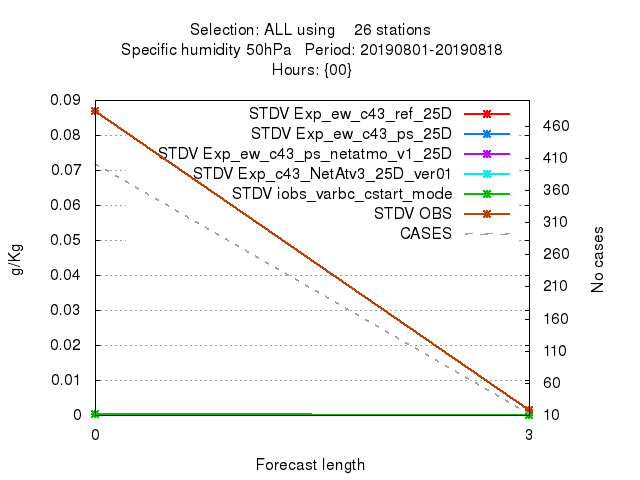 Selection: ALL using    26 stations
Specific humidity 50hPa   Period: 20190801-20190818
Hours: {00}
0.09
0.08
0.07
0.06
0.05
0.04
0.03
0.02
0.01
0
g/Kg
STDV Exp_ew_c43_ref_25D
STDV Exp_ew_c43_ps_25D
STDV Exp_ew_c43_ps_netatmo_v1_25D
STDV Exp_c43_NetAtv3_25D_ver01
STDV iobs_varbc_cstart_mode
STDV OBS
CASES
460
410
360
310
260
210
160
110
60
10
No cases
0
3
Forecast length